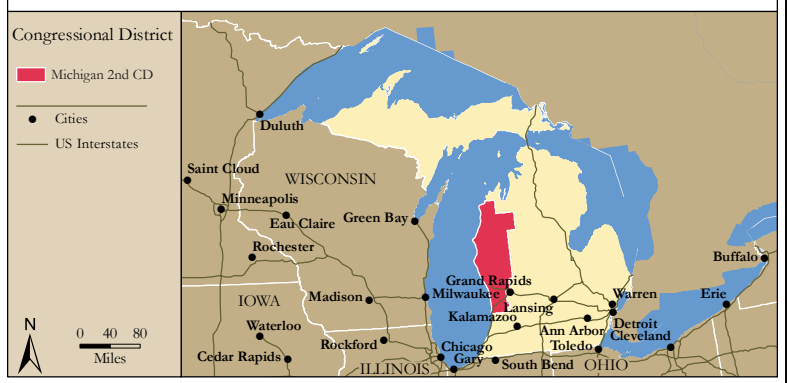 Congressional District
Michigan 2nd CD
Cities
US Interstates
N
0 40 80
Miles
Duluth
Saint Cloud
WISCONSIN
Minneapolis
Eau Claire
Green Bay
Rochester
Buffalo
Grand Rapids
IOWA
Madison
Milwaukee
Lansing
Warren
Erie
Kalamazoo
Waterloo
Ann Arbor
Detroit
Cleveland
Rockford
Chicago
Toledo
Cedar Rapids
Gary
ILLINOIS
South Bend
OHIO